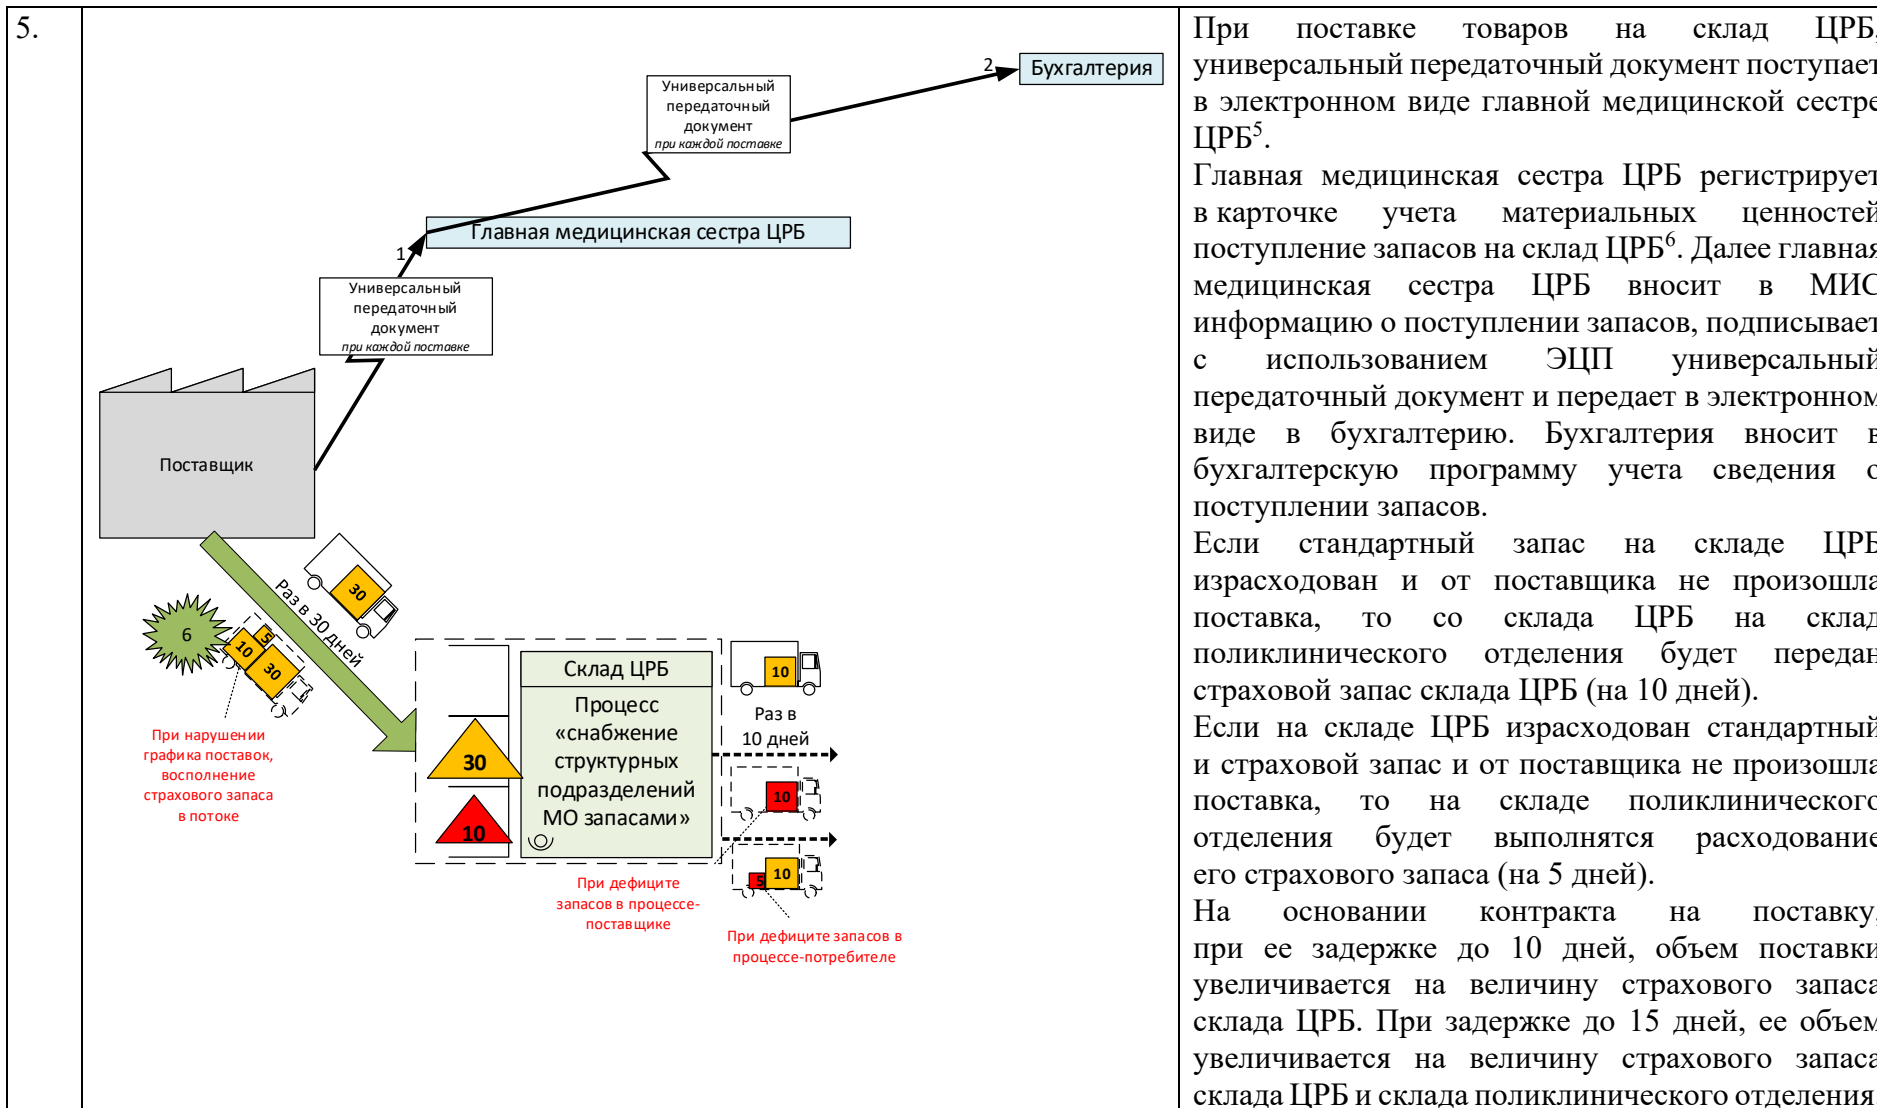 5.
2
Бухгалтерия
Универсальный
передаточный
документ
при каждой поставке
Главная медицинская сестра ЦРБ
1
Универсальный
передаточный
документ
при каждой поставке
Поставщик
Раз в 30 дней
30
6
10
5
30
При нарушении
графика поставок,
восполнение
страхового запаса
в потоке
30
10
Склад ЦРБ
Процесс
«снабжение
структурных
подразделений
МО запасами»
10
Раз в
10 дней
10
5
10
При дефиците
запасов в процессе-
поставщике
При дефиците запасов в
процессе-потребителе
При поставке товаров на склад ЦРБ,
универсальный передаточный документ поступает
в электронном виде главной медицинской сестре
ЦРБ⁵.
Главная медицинская сестра ЦРБ регистрирует
в карточке учета материальных ценностей
поступление запасов на склад ЦРБ⁶. Далее главная
медицинская сестра ЦРБ вносит в МИС
информацию о поступлении запасов, подписывает
с использованием ЭЦП универсальный
передаточный документ и передает в электронном
виде в бухгалтерию. Бухгалтерия вносит в
бухгалтерскую программу учета сведения о
поступлении запасов.
Если стандартный запас на складе ЦРБ
израсходован и от поставщика не произошла
поставка, то со склада ЦРБ на склад
поликлинического отделения будет передан
страховой запас склада ЦРБ (на 10 дней).
Если на складе ЦРБ израсходован стандартный
и страховой запас и от поставщика не произошла
поставка, то на складе поликлинического
отделения будет выполнятся расходование
его страхового запаса (на 5 дней).
На основании контракта на поставку,
при ее задержке до 10 дней, объем поставки
увеличивается на величину страхового запаса
склада ЦРБ. При задержке до 15 дней, ее объем
увеличивается на величину страхового запаса
склада ЦРБ и склада поликлинического отделения.